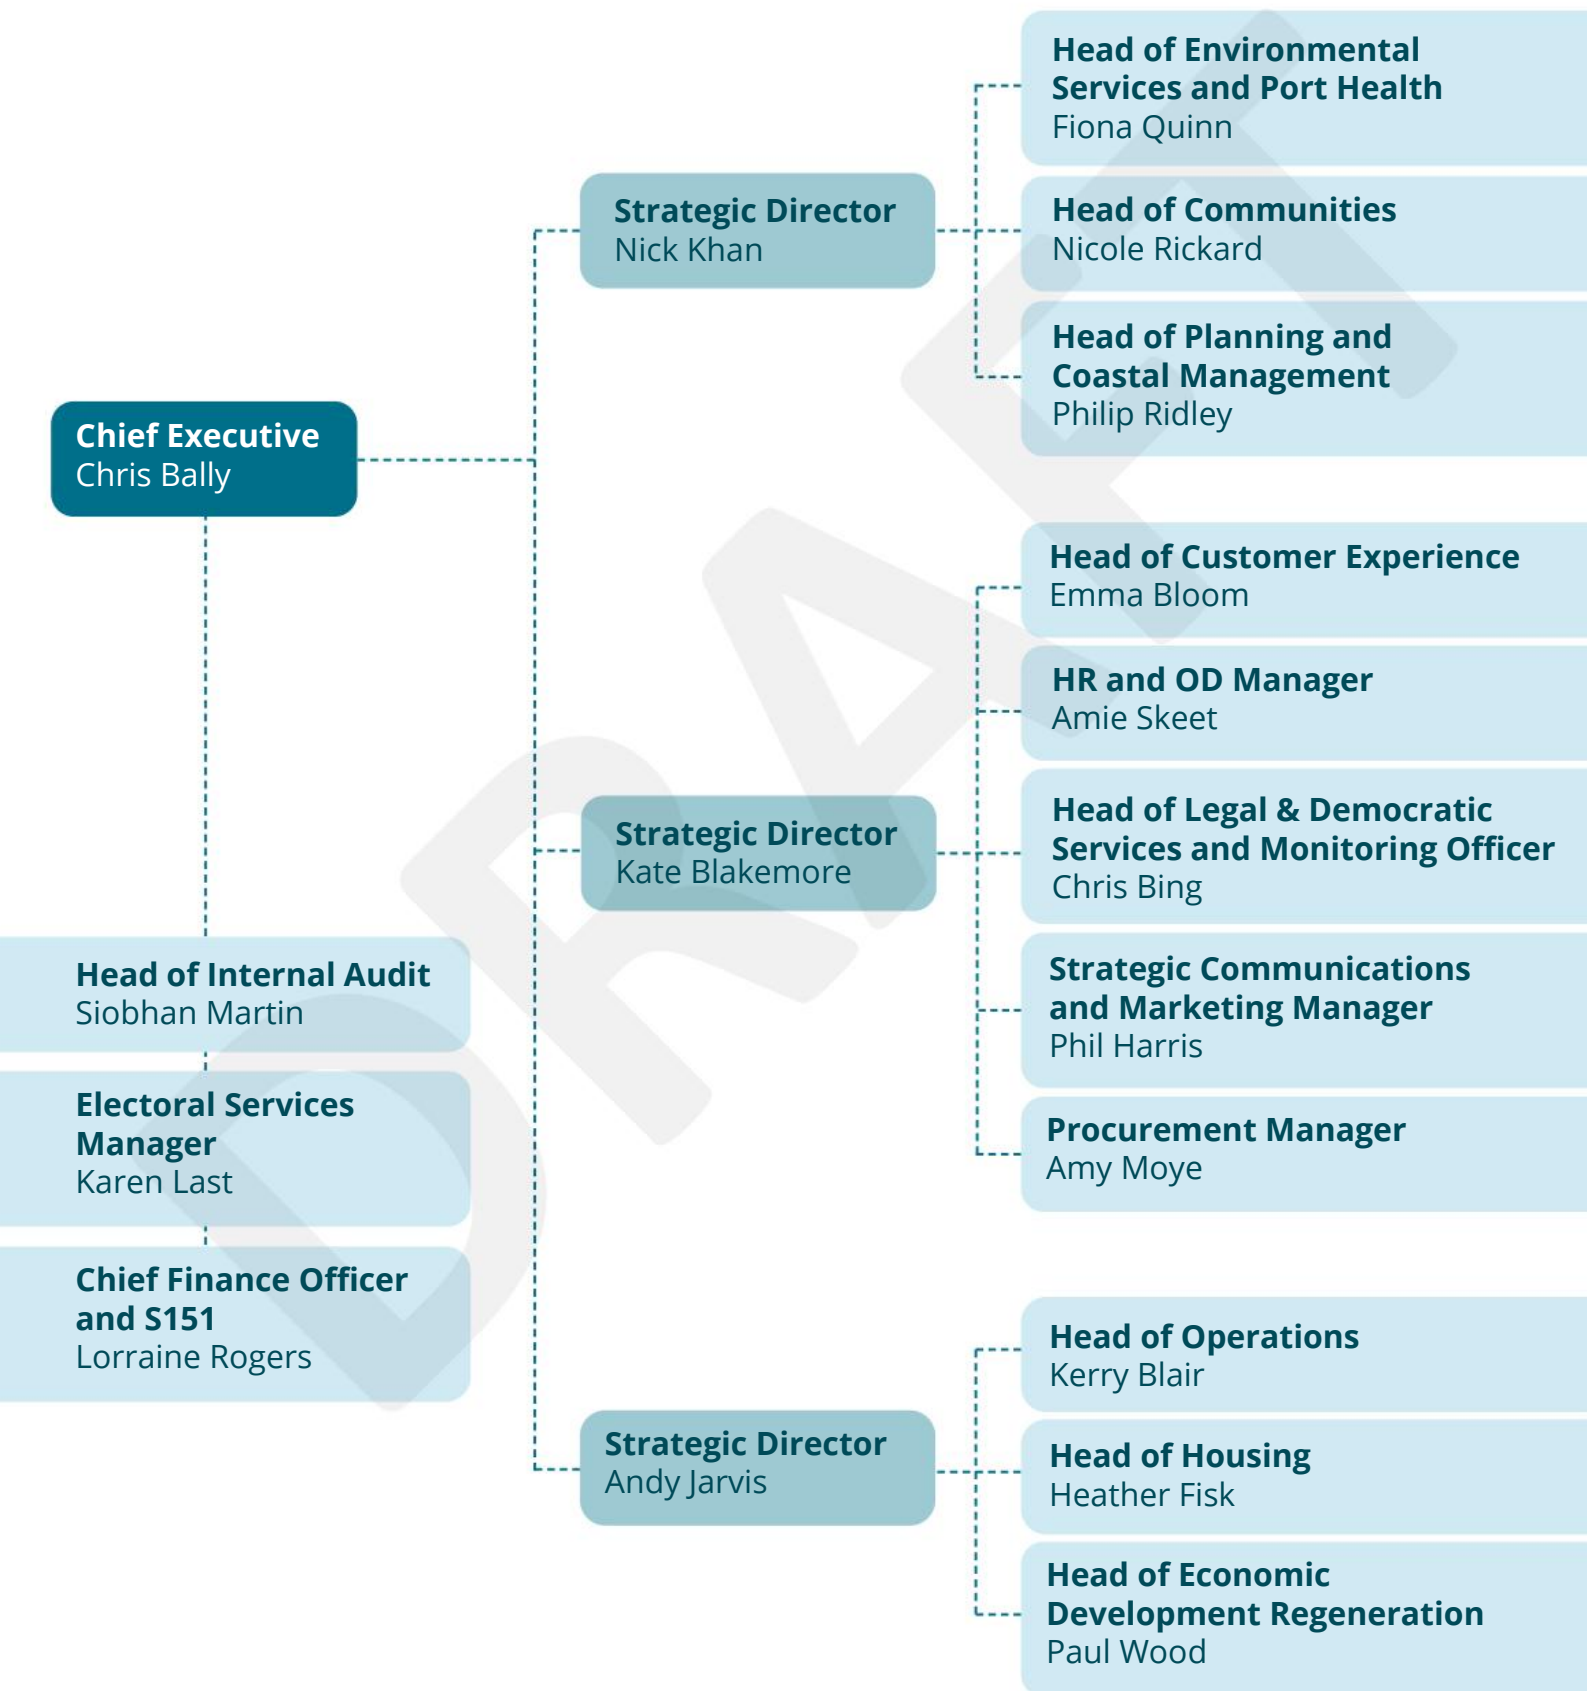 Chief Executive
Chris Bally
Head of Internal Audit
Siobhan Martin
Electoral Services
Manager
Karen Last
Chief Finance Officer
and S151
Lorraine Rogers
Strategic Director
Nick Khan
Head of Environmental
Services and Port Health
Fiona Quinn
Head of Communities
Nicole Rickard
Head of Planning and
Coastal Management
Philip Ridley
Strategic Director
Kate Blakemore
Head of Customer Experience
Emma Bloom
HR and OD Manager
Amie Skeet
Head of Legal & Democratic
Services and Monitoring Officer
Chris Bing
Strategic Communications
and Marketing Manager
Phil Harris
Procurement Manager
Amy Moye
Strategic Director
Andy Jarvis
Head of Operations
Kerry Blair
Head of Housing
Heather Fisk
Head of Economic
Development Regeneration
Paul Wood
DRAFT